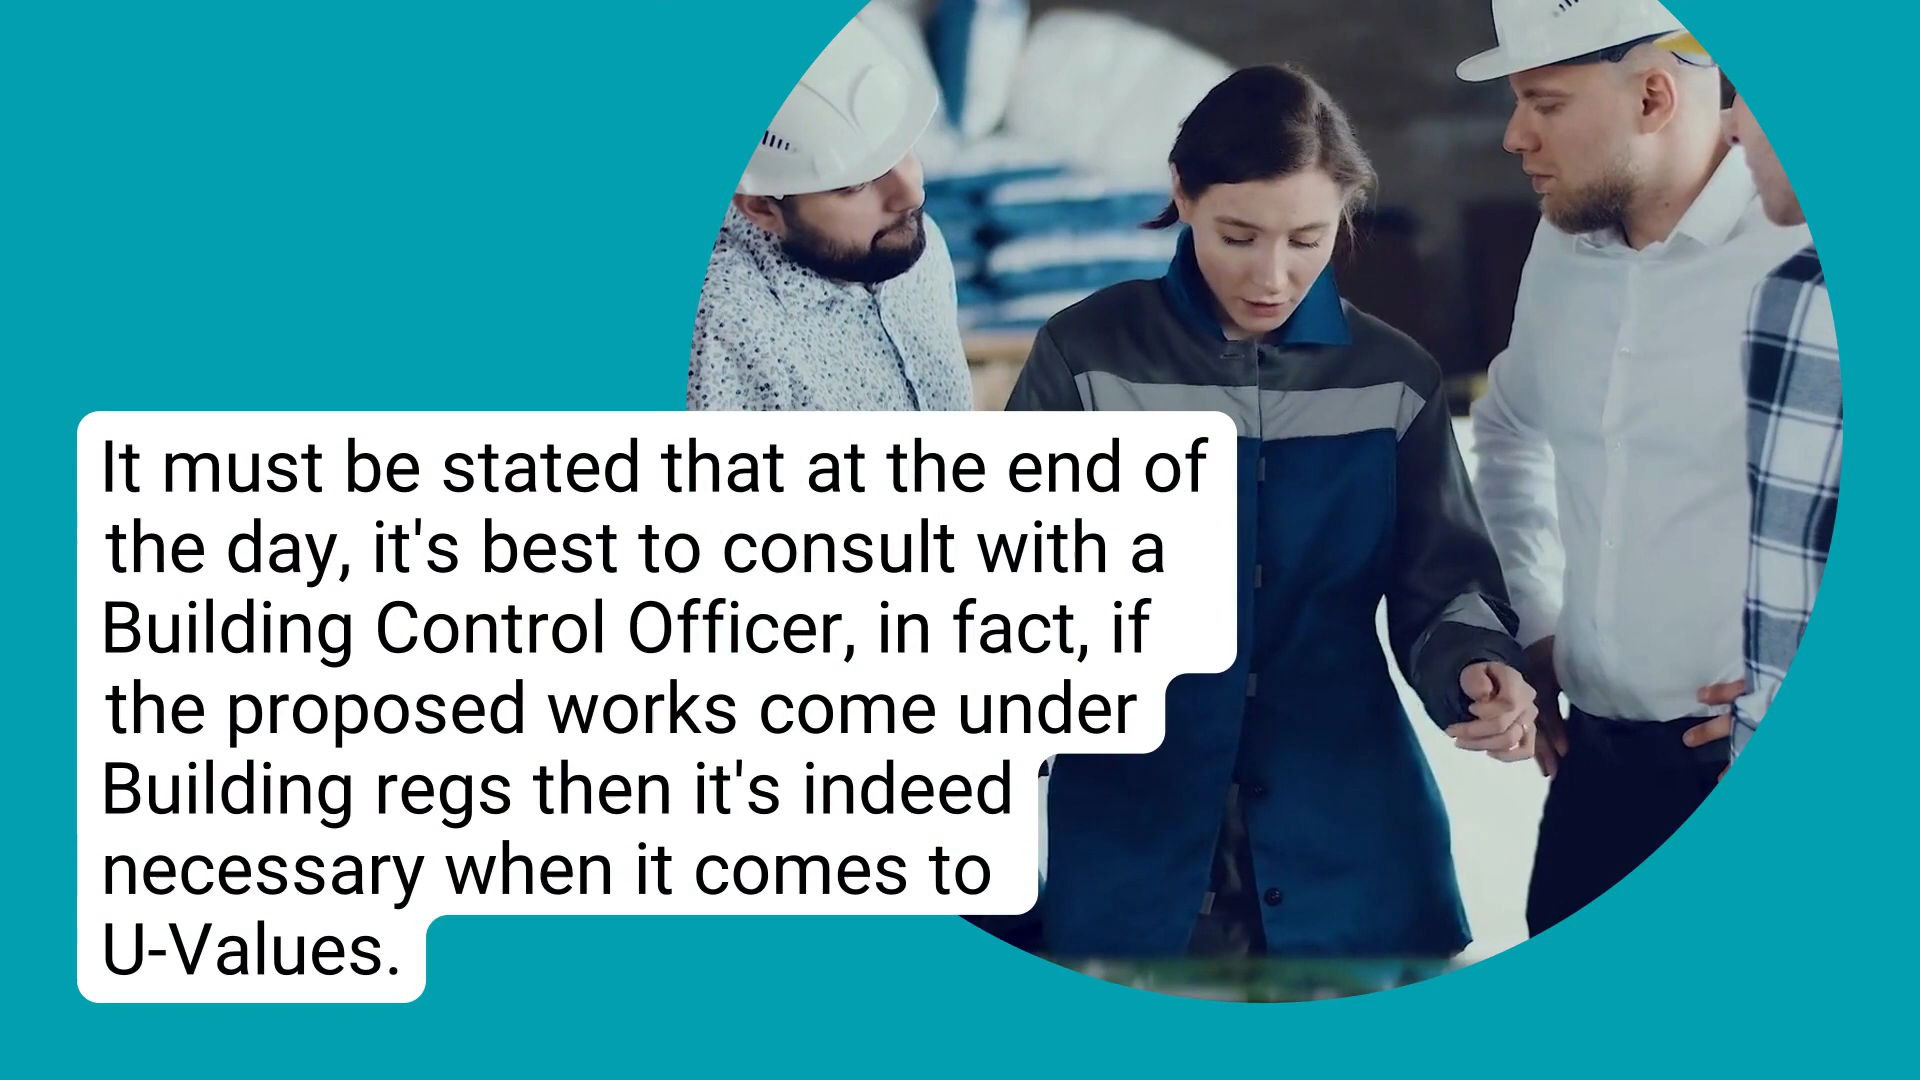 It must be stated that at the end of
the day, it's best to consult with a
Building Control Officer, in fact, if
the proposed works come under
Building regs then it's indeed
necessary when it comes to
U-Values.